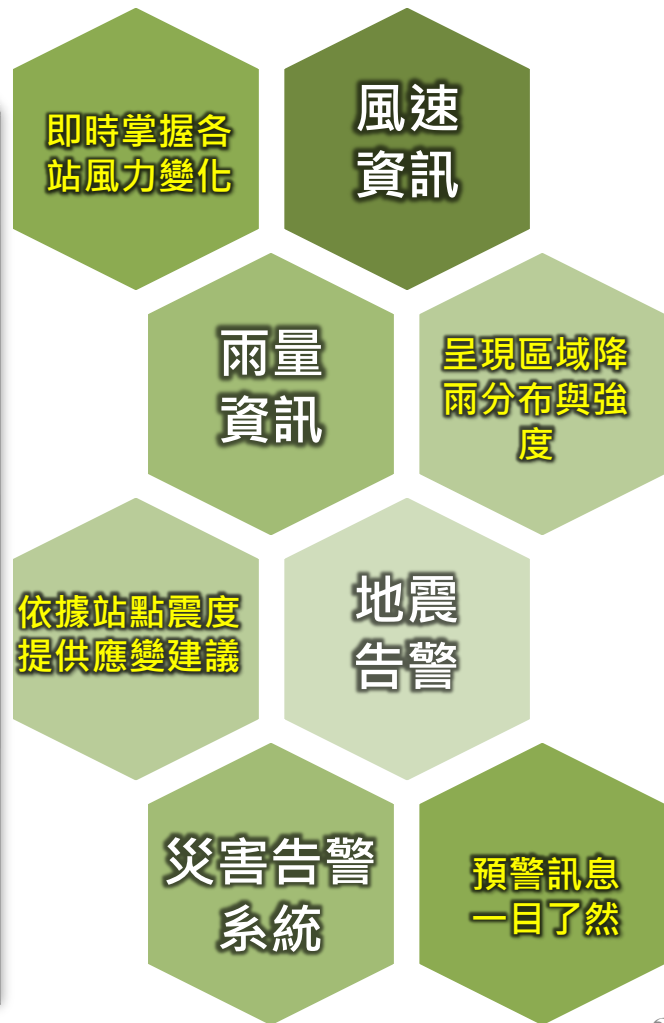 即時掌握各
站風力變化
風速
資訊
雨量
資訊
呈現區域降
雨分布與強
度
依據站點震度
提供應變建議
地震
告警
災害告警
系統
預警訊息
一目了然